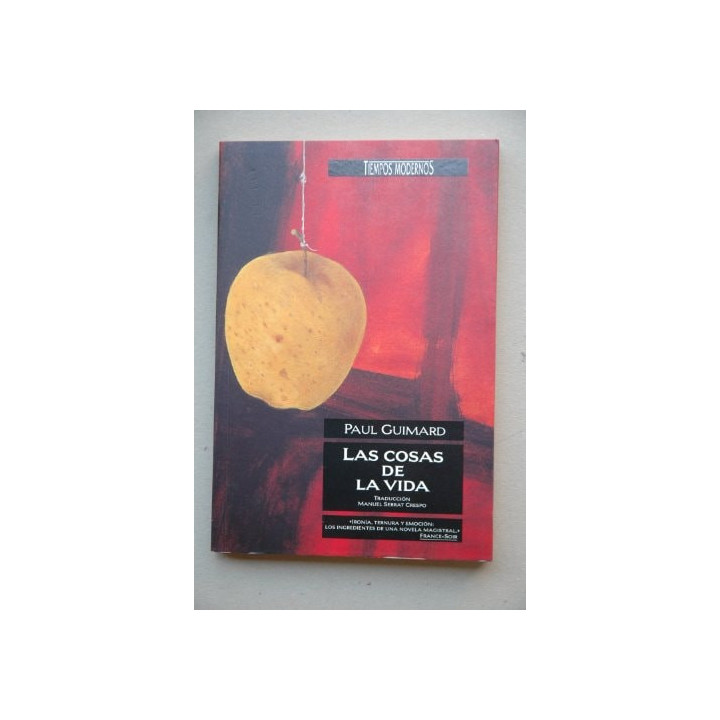 TIEMPOS MODERNOS
PAUL GUIMARD
LAS COSAS
DE
LA VIDA
TRADUCCIÓN
MANUEL SERRAT CRESPO
«IRONÍA, TERNURA Y EMOCIÓN:
LOS INGREDIENTES DE UNA NOVELA MAGISTRAL.»
FRANCE-SOIR